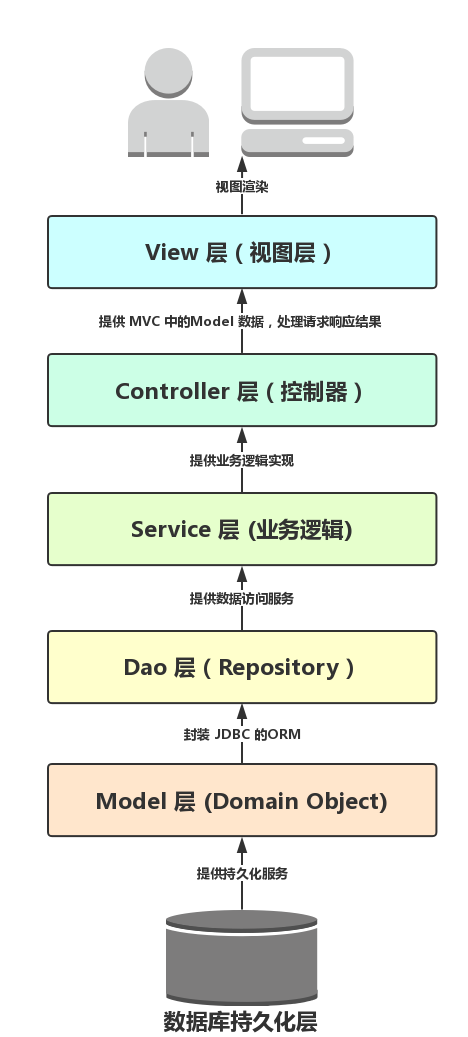 视图渲染
View 层 ( 视图层 )
提供 MVC 中的Model 数据，处理请求响应结果
Controller 层 ( 控制器 )
提供业务逻辑实现
Service 层 (业务逻辑)
提供数据访问服务
Dao 层 ( Repository )
封装 JDBC 的ORM
Model 层 (Domain Object)
提供持久化服务
数据库持久化层